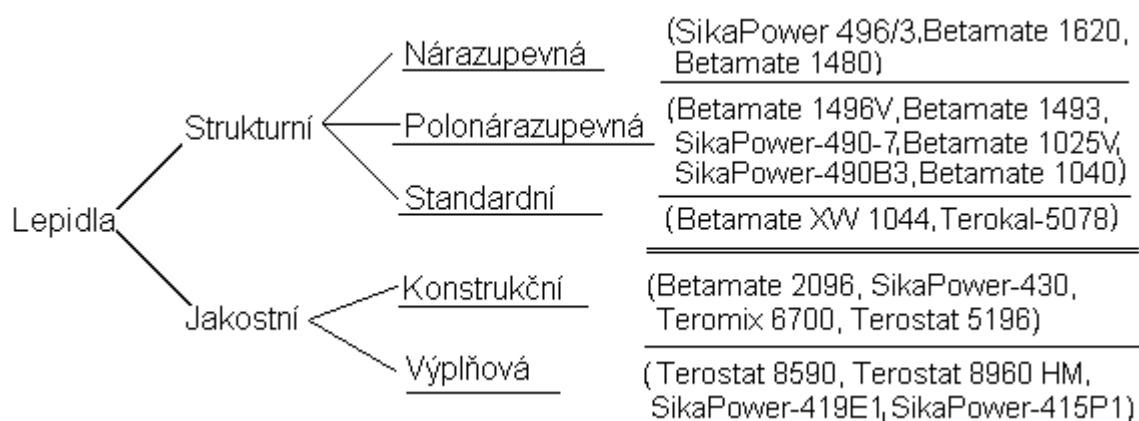 Lepidla
Strukturní
Nárazupevná
(SikaPower 496/3,Betamate 1620,
Betamate 1480)
Polonárazupevná
(Betamate 1496V,Betamate 1493,
SikaPower-490-7,Betamate 1025V,
SikaPower-490B3,Betamate 1040)
Standardní
(Betamate XW 1044,Terokal-5078)
Jakostní
Konstrukční
(Betamate 2096, SikaPower-430,
Teromix 6700, Terostat 5196)
Výplňová
(Terostat 8590, Terostat 8960 HM,
SikaPower-419E1,SikaPower-415P1)